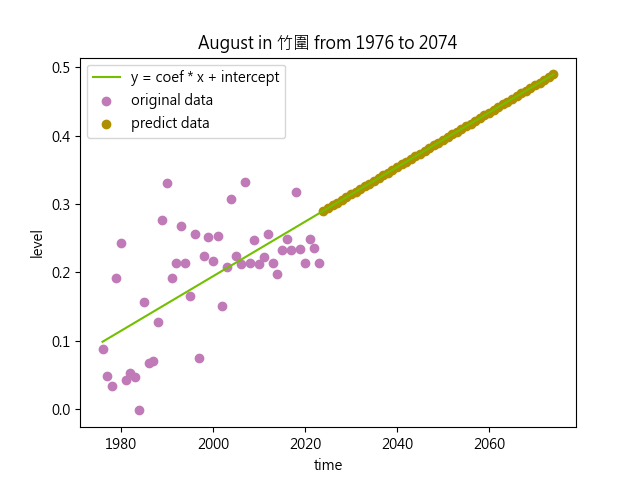 August in 竹圍 from 1976 to 2074
y = coef * x + intercept
original data
predict data
level
0.5
0.4
0.3
0.2
0.1
0.0
1980 2000 2020 2040 2060
time